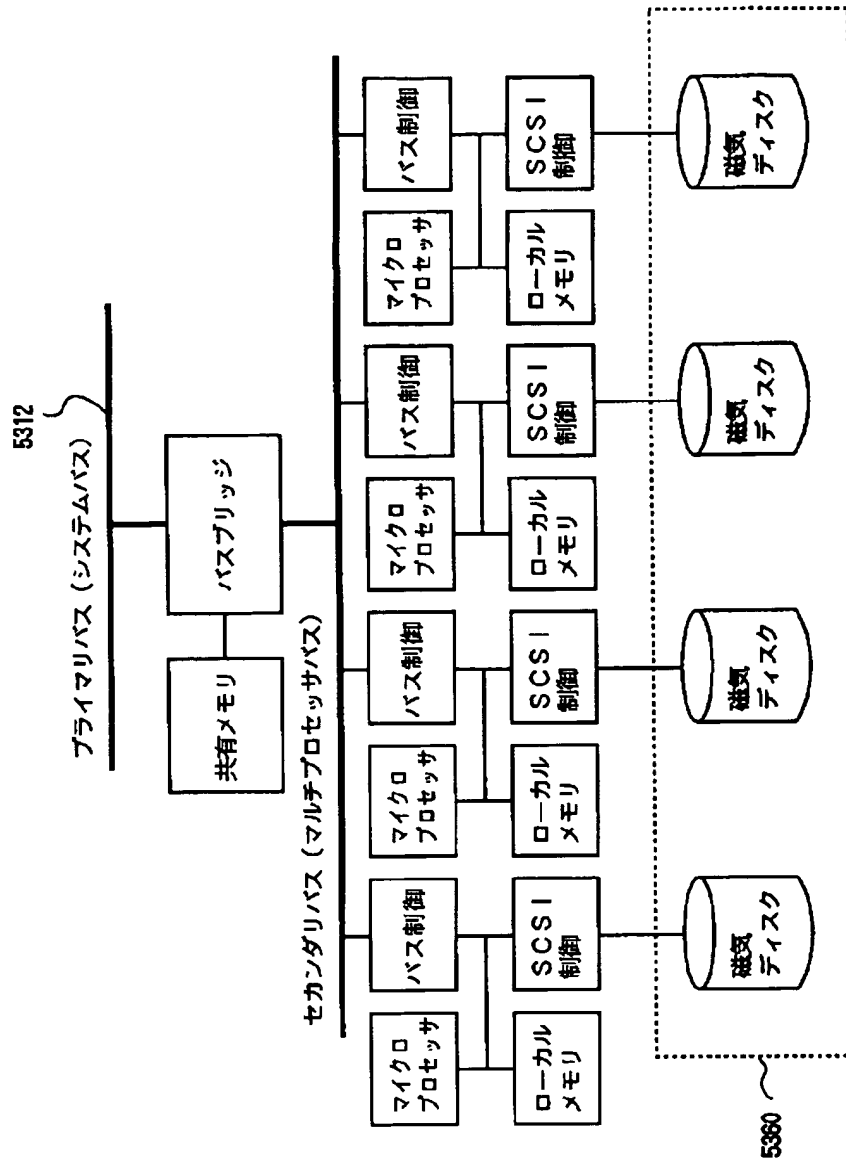 5312
プライマリバス (システムバス)
共有メモリ
バスブリッジ
セカンダリバス (マルチプロセッサバス)
マイクロ
プロセッサ
バス制御
マイクロ
プロセッサ
バス制御
マイクロ
プロセッサ
バス制御
マイクロ
プロセッサ
バス制御
ローカル
メモリ
SCSI
制御
ローカル
メモリ
SCSI
制御
ローカル
メモリ
SCSI
制御
ローカル
メモリ
SCSI
制御
磁気
ディスク
磁気
ディスク
磁気
ディスク
磁気
ディスク
5360